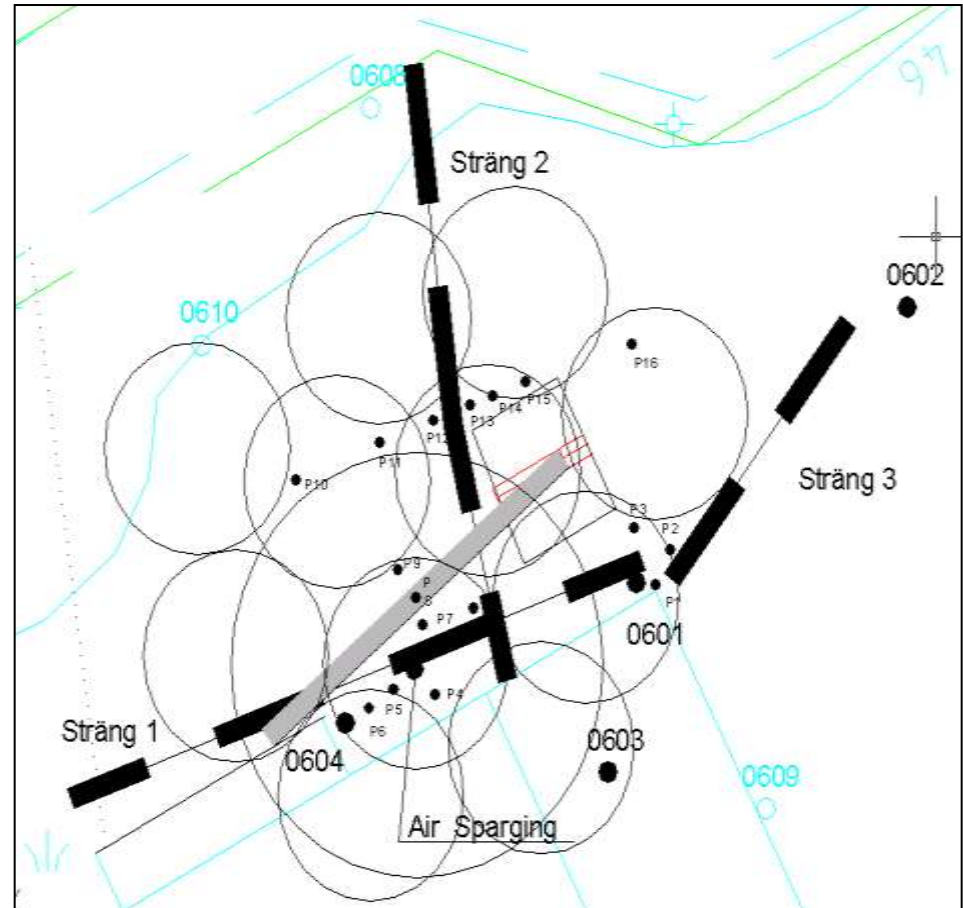 0608
46
Sträng 2
0602
0610
P16
P15
P14
P13
P12
P11
P10
Sträng 3
P3
P2
P1
P9
P
8
P7
0601
P4
P5
P6
Sträng 1
0604
0603
0609
Air Sparging